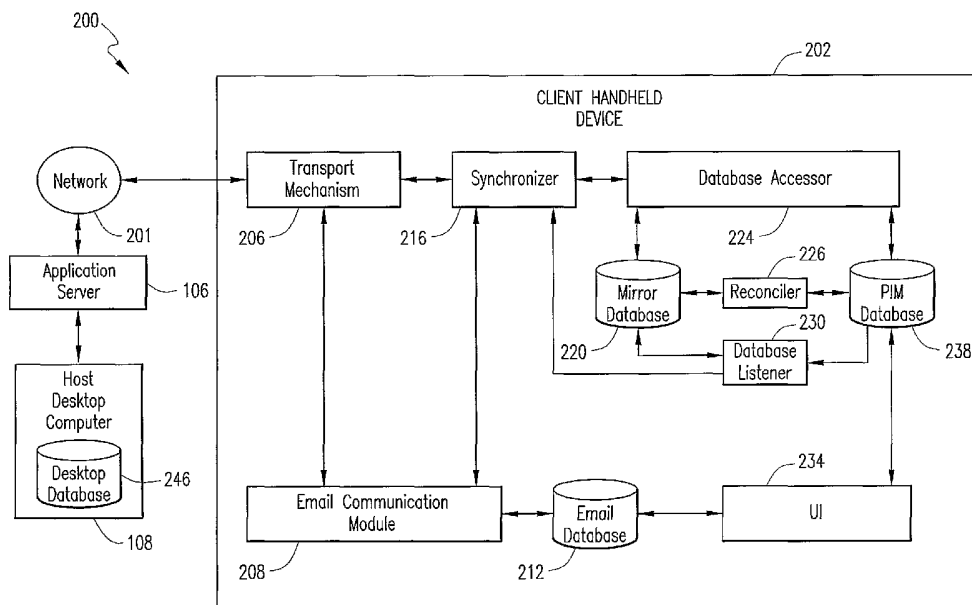 200
202
CLIENT HANDHELD
DEVICE
Network
201
Transport
Mechanism
206
Synchronizer
216
Database Accessor
224
Application
Server
106
Mirror
Database
220
226
Reconciler
230
Database
Listener
PIM
Database
238
Host
Desktop
Computer
Desktop
Database
246
108
Email Communication
Module
208
Email
Database
212
234
UI